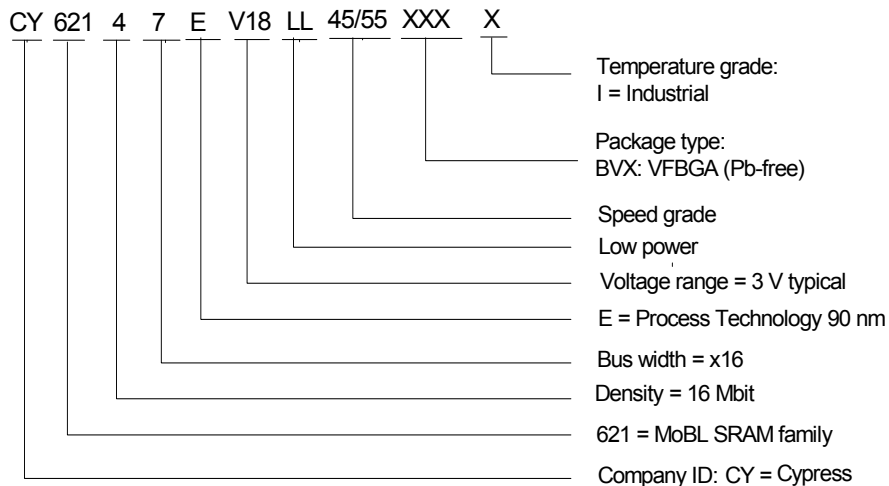 CY 621 4 7 E V18 LL 45/55 XXX X
Temperature grade:
I = Industrial
Package type:
BVX: VFBGA (Pb-free)
Speed grade
Low power
Voltage range = 3 V typical
E = Process Technology 90 nm
Bus width = x16
Density = 16 Mbit
621 = MoBL SRAM family
Company ID: CY = Cypress